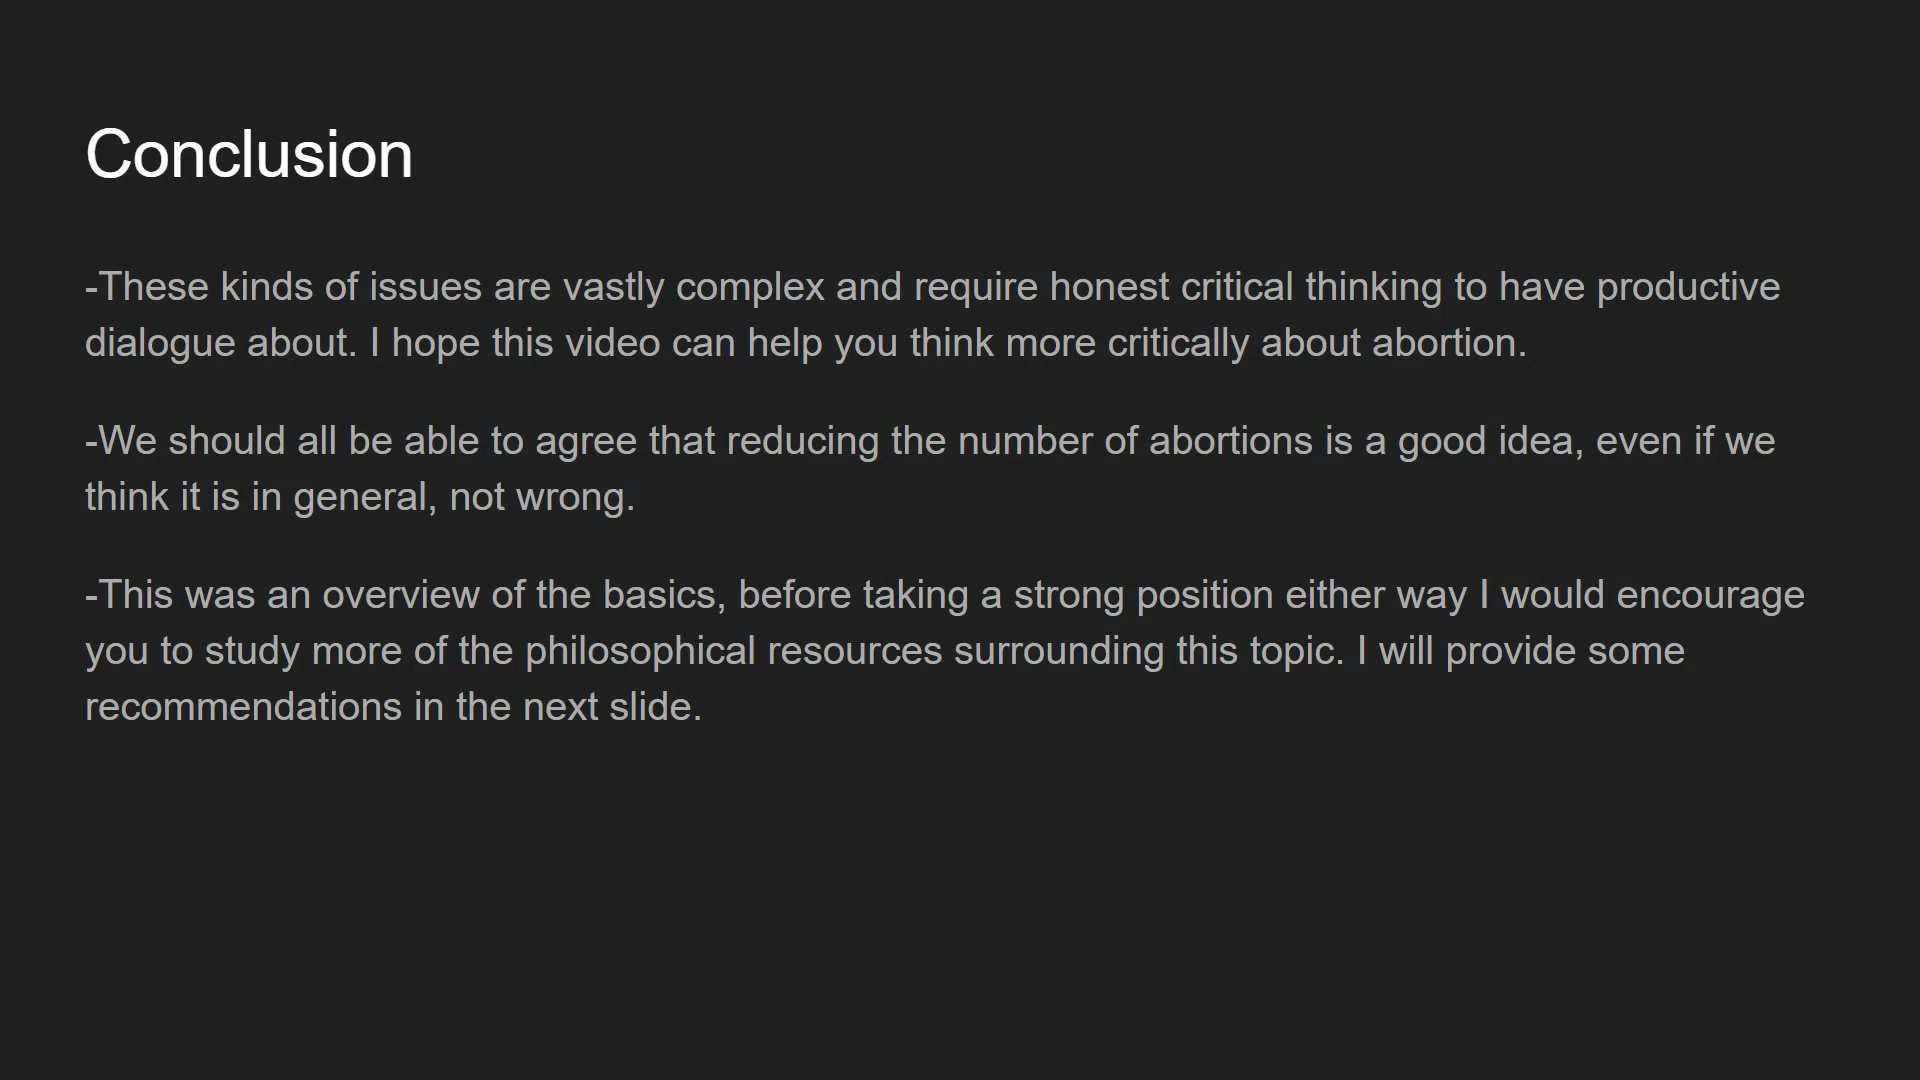 Conclusion
-These kinds of issues are vastly complex and require honest critical thinking to have productive
dialogue about. I hope this video can help you think more critically about abortion.
-We should all be able to agree that reducing the number of abortions is a good idea, even if we
think it is in general, not wrong.
-This was an overview of the basics, before taking a strong position either way I would encourage
you to study more of the philosophical resources surrounding this topic. I will provide some
recommendations in the next slide.